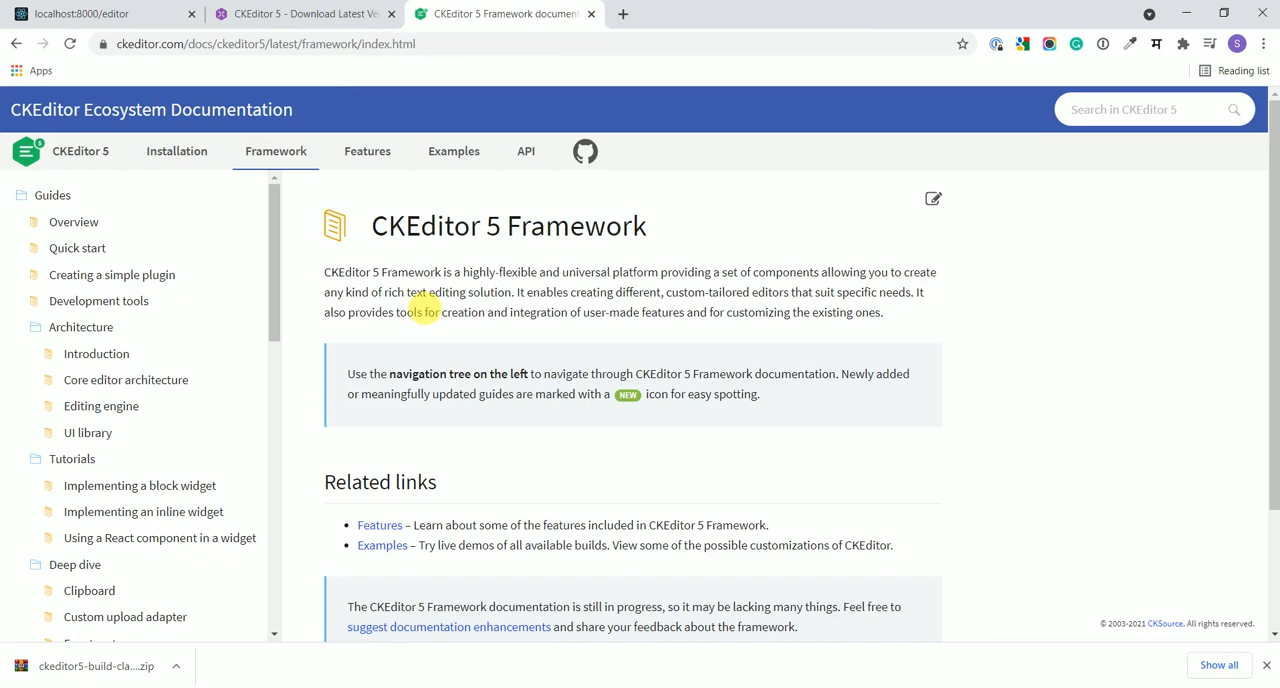 localhost:8000/editor
CKEditor 5 - Download Latest Ve
CKEditor 5 Framework document
ckeditor.com/docs/ckeditor5/latest/framework/index.html
Apps
Reading list
CKEditor Ecosystem Documentation
Search in CKEditor 5
CKEditor 5
Installation
Framework
Features
Examples
API
Guides
Overview
Quick start
Creating a simple plugin
Development tools
Architecture
Introduction
Core editor architecture
Editing engine
UI library
Tutorials
Implementing a block widget
Implementing an inline widget
Using a React component in a widget
Deep dive
Clipboard
Custom upload adapter
CKEditor 5 Framework
CKEditor 5 Framework is a highly-flexible and universal platform providing a set of components allowing you to create
any kind of rich text editing solution. It enables creating different, custom-tailored editors that suit specific needs. It
also provides tools for creation and integration of user-made features and for customizing the existing ones.
Use the navigation tree on the left to navigate through CKEditor 5 Framework documentation. Newly added
or meaningfully updated guides are marked with a NEW icon for easy spotting.
Related links
• Features – Learn about some of the features included in CKEditor 5 Framework.
• Examples – Try live demos of all available builds. View some of the possible customizations of CKEditor.
The CKEditor 5 Framework documentation is still in progress, so it may be lacking many things. Feel free to
suggest documentation enhancements and share your feedback about the framework.
© 2003-2021 CKSource. All rights reserved.
ckeditor5-build-cla....zip
Show all